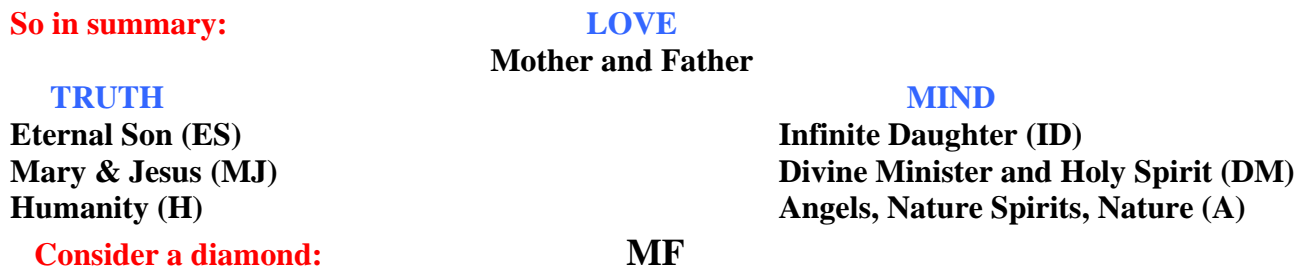 So in summary: LOVE
Mother and Father
TRUTH MIND
Eternal Son (ES) Infinite Daughter (ID)
Mary & Jesus (MJ) Divine Minister and Holy Spirit (DM)
Humanity (H) Angels, Nature Spirits, Nature (A)
Consider a diamond: MF